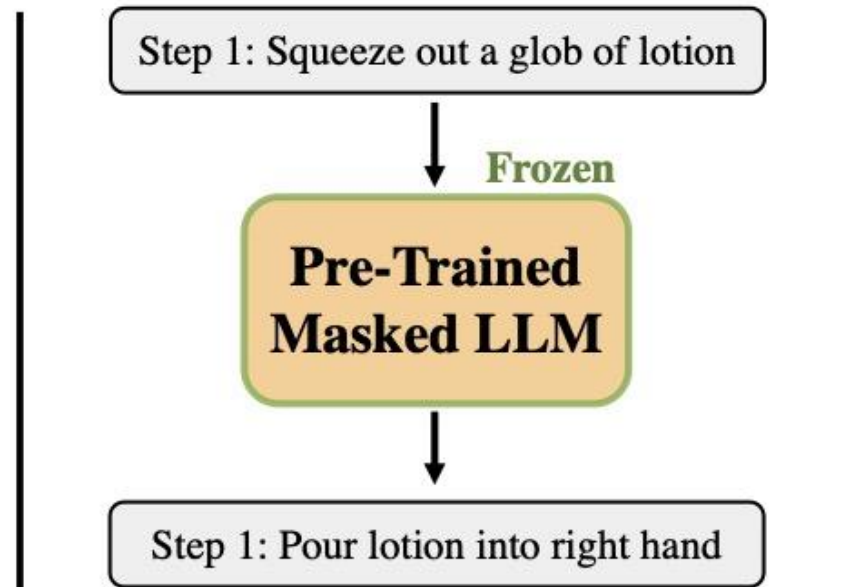 Step 1: Squeeze out a glob of lotion
Frozen
Pre-Trained
Masked LLM
Step 1: Pour lotion into right hand